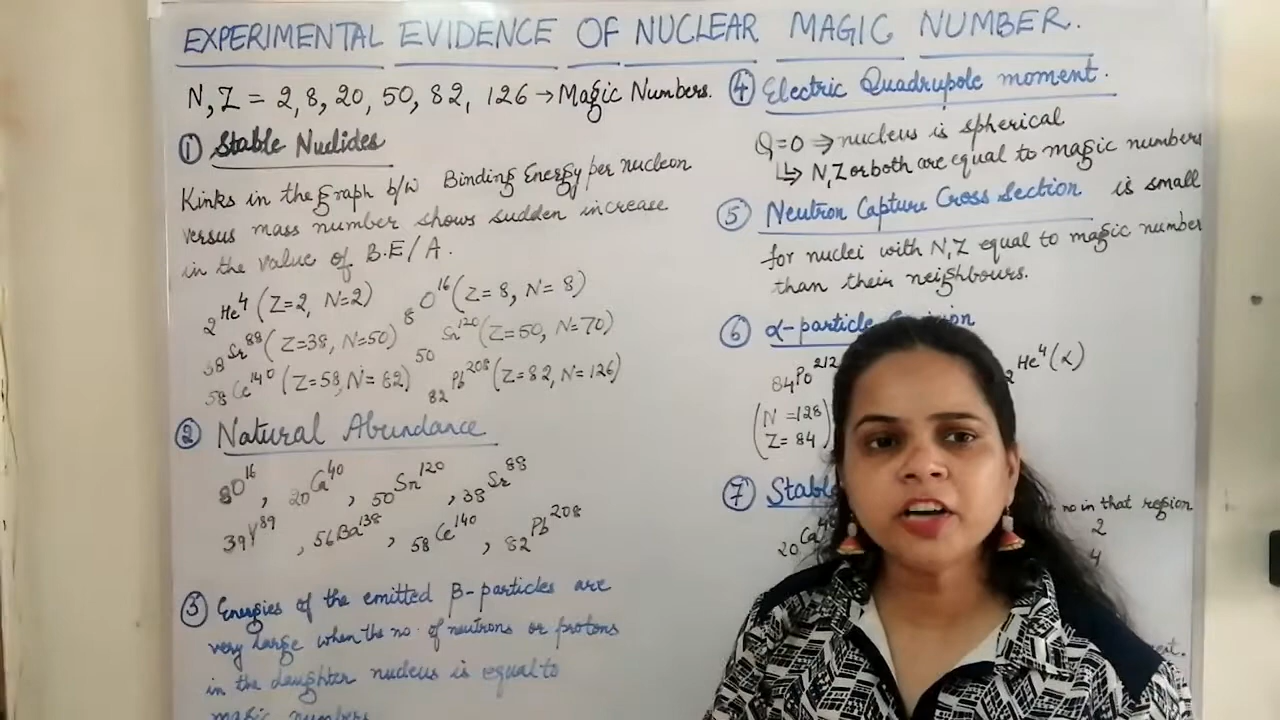 EXPERIMENTAL EVIDENCE OF NUCLEAR MAGIC NUMBER.
N, Z = 2, 8, 20, 50, 82, 126 → Magic Numbers.
① Stable Nuclides
Kinks in the graph b/w Binding Energy per nucleon
versus mass number shows sudden increase
in the value of B.E/A.
₂He⁴ (Z=2, N=2) ₈O¹⁶ (Z=8, N=8)
₃₈Sr⁸⁸ (Z=38, N=50) ₅₀Sn¹²⁰ (Z=50, N=70)
₅₈Ce¹⁴⁰ (Z=58, N=82) ₈₂Pb²⁰⁸ (Z=82, N=126)
② Natural Abundance
₈O¹⁶, ₂₀Ca⁴⁰, ₅₀Sn¹²⁰, ₃₈Sr⁸⁸
₃₉Y⁸⁹, ₅₆Ba¹³⁸, ₅₈Ce¹⁴⁰, ₈₂Pb²⁰⁸
③ Energies of the emitted β-particles are
very large when the no. of neutrons or protons
in the daughter nucleus is equal to
magic numbers
④ Electric Quadrupole moment.
Q=0 ⇒ nucleus is spherical
↳ N, Z or both are equal to magic numbers
⑤ Neutron Capture Cross Section is small
for nuclei with N, Z equal to magic number
than their neighbours.
⑥ α-particle
₈₄Po²¹² ₂He⁴(α)
(N=128
Z=84)
⑦ Stabl
no in that region
₂₀Ca⁴⁰ 2
4